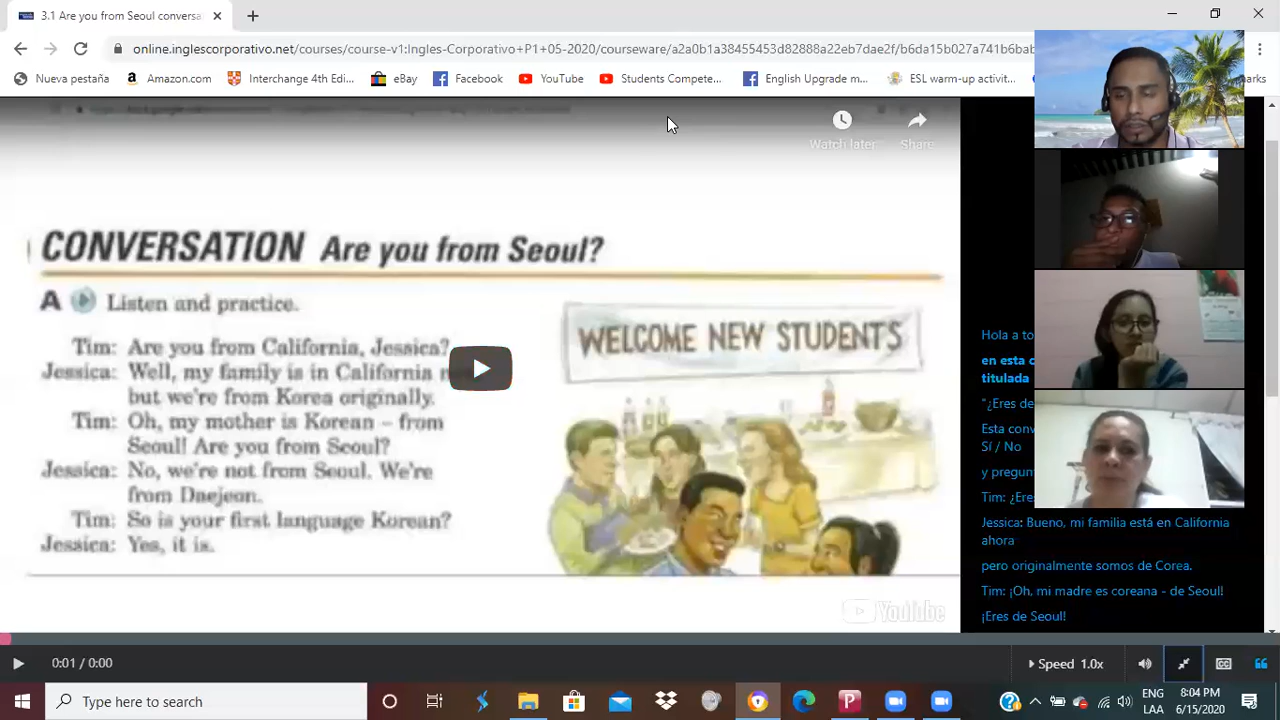 3.1 Are you from Seoul conversa
online.inglescorporativo.net/courses/course-v1:Ingles-Corporativo+P1+05-2020/courseware/a2a0b1a38455453d82888a22eb7dae2f/b6da15b027a741b6bab
Nueva pestaña
Amazon.com
Interchange 4th Edi...
eBay
Facebook
YouTube
Students Compete...
English Upgrade m...
ESL warm-up activit...
marks
Watch later
Share
CONVERSATION Are you from Seoul?
A Listen and practice.
Tim: Are you from California, Jessica?
Jessica: Well, my family is in California
but we're from Korea originally.
Tim: Oh, my mother is Korean – from
Seoul! Are you from Seoul?
Jessica: No, we're not from Seoul. We're
from Daejeon.
Tim: So is your first language Korean?
Jessica: Yes, it is.
WELCOME NEW STUDENTS
YouTube
Hola a to
en esta c
titulada
"¿Eres de
Esta conv
Sí / No
y pregun
Tim: ¿Eres
Jessica: Bueno, mi familia está en California
ahora
pero originalmente somos de Corea.
Tim: ¡Oh, mi madre es coreana - de Seoul!
¡Eres de Seoul!
0:01 / 0:00
Speed 1.0x
Type here to search
ENG
LAA
8:04 PM
6/15/2020